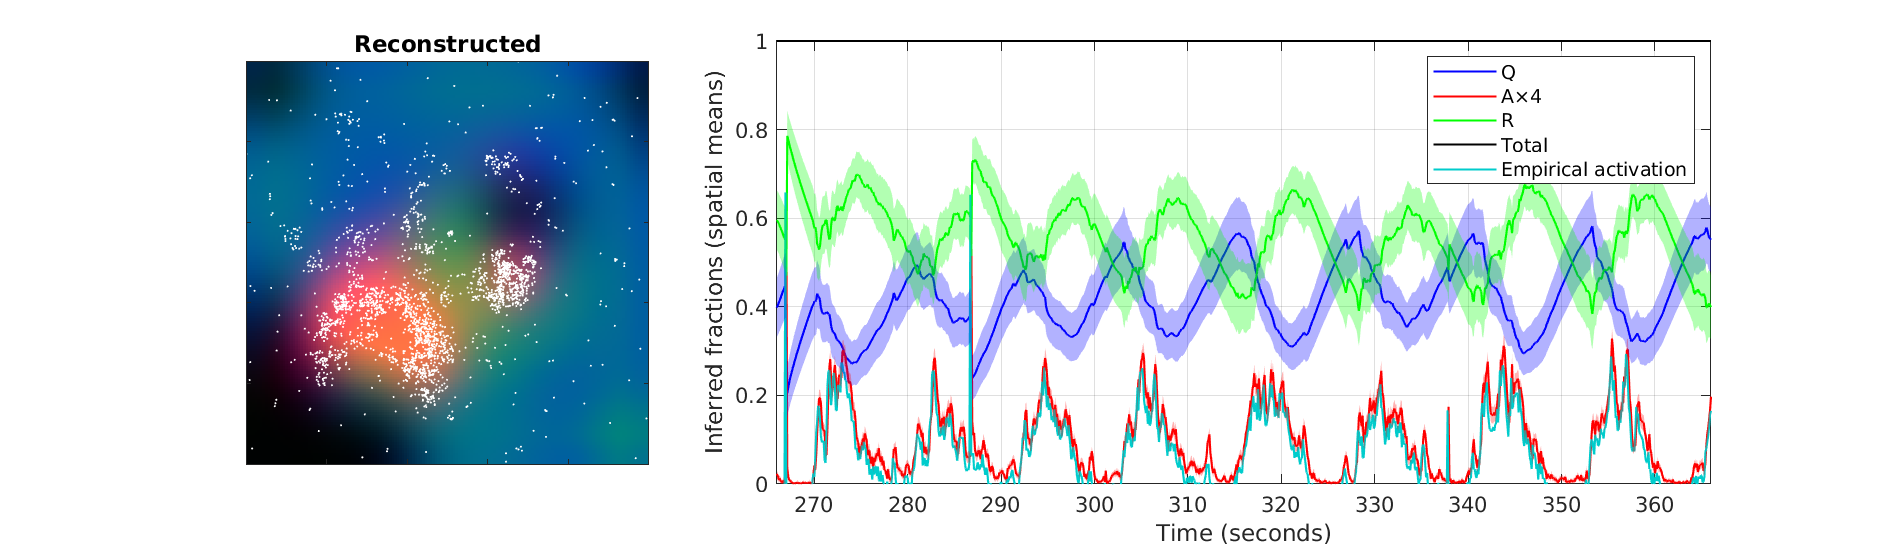 Reconstructed
Inferred fractions (spatial means)
1
0.8
0.6
0.4
0.2
0
Q
A×4
R
Total
Empirical activation
270 280 290 300 310 320 330 340 350 360
Time (seconds)